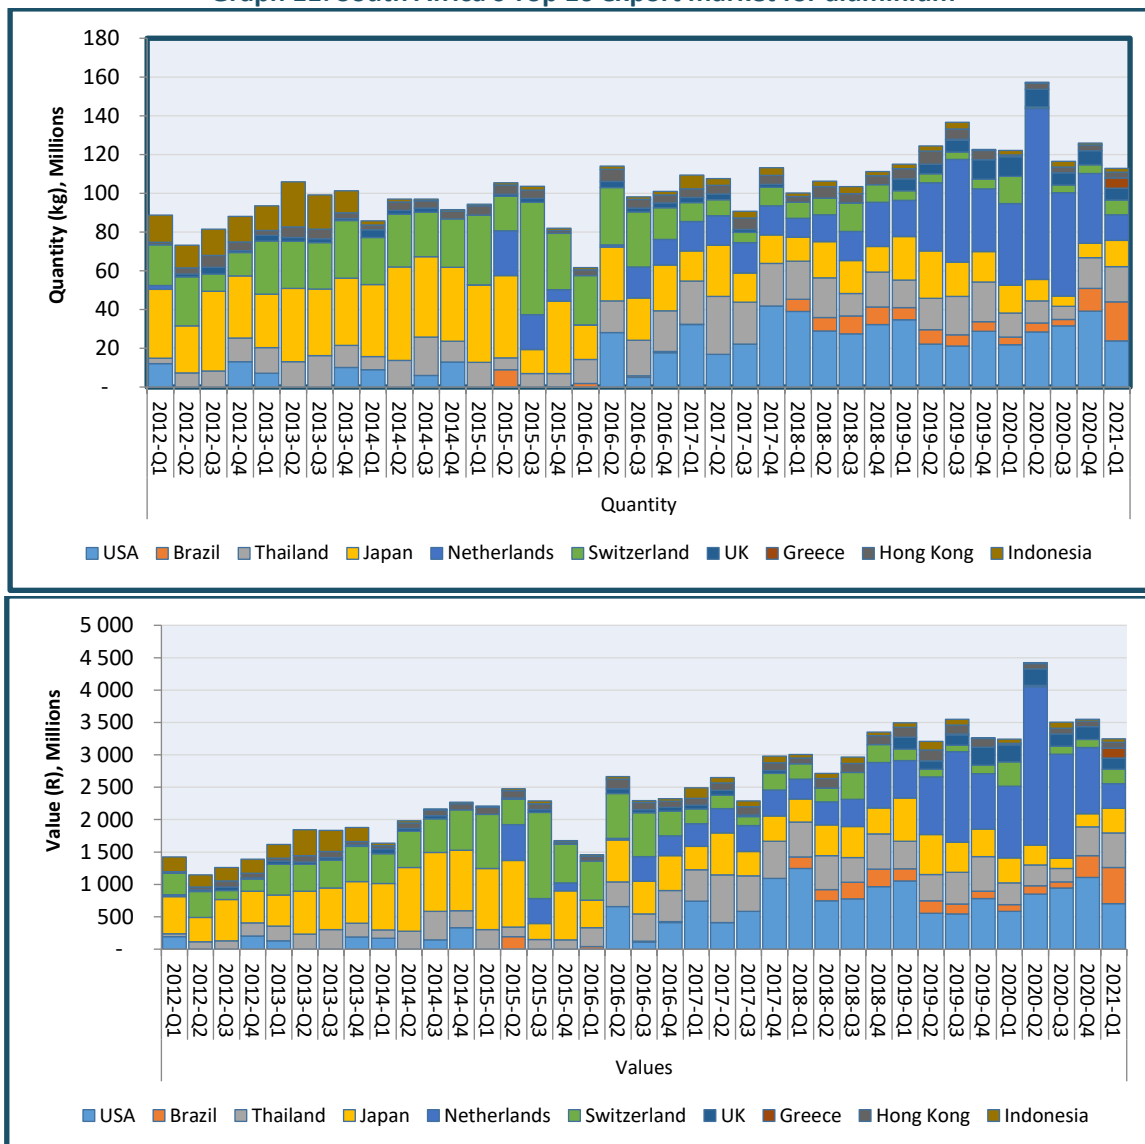 Graph 11: South Africa's Top 10 export market for aluminium
180
160
140
120
100
80
60
40
20
-
Quantity (kg), Millions
2012-Q1
2012-Q2
2012-Q3
2012-Q4
2013-Q1
2013-Q2
2013-Q3
2013-Q4
2014-Q1
2014-Q2
2014-Q3
2014-Q4
2015-Q1
2015-Q2
2015-Q3
2015-Q4
2016-Q1
2016-Q2
2016-Q3
2016-Q4
2017-Q1
2017-Q2
2017-Q3
2017-Q4
2018-Q1
2018-Q2
2018-Q3
2018-Q4
2019-Q1
2019-Q2
2019-Q3
2019-Q4
2020-Q1
2020-Q2
2020-Q3
2020-Q4
2021-Q1
Quantity
USA Brazil Thailand Japan Netherlands Switzerland UK Greece Hong Kong Indonesia
5 000
4 500
4 000
3 500
3 000
2 500
2 000
1 500
1 000
500
-
Value (R), Millions
2012-Q1
2012-Q2
2012-Q3
2012-Q4
2013-Q1
2013-Q2
2013-Q3
2013-Q4
2014-Q1
2014-Q2
2014-Q3
2014-Q4
2015-Q1
2015-Q2
2015-Q3
2015-Q4
2016-Q1
2016-Q2
2016-Q3
2016-Q4
2017-Q1
2017-Q2
2017-Q3
2017-Q4
2018-Q1
2018-Q2
2018-Q3
2018-Q4
2019-Q1
2019-Q2
2019-Q3
2019-Q4
2020-Q1
2020-Q2
2020-Q3
2020-Q4
2021-Q1
Values
USA Brazil Thailand Japan Netherlands Switzerland UK Greece Hong Kong Indonesia